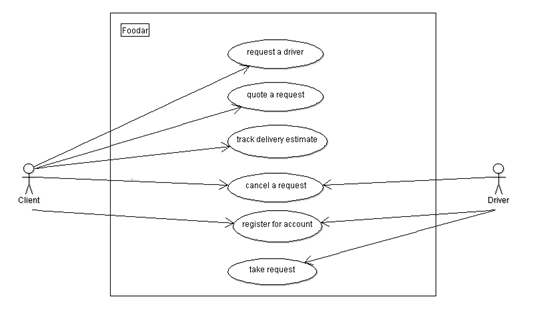 Foodar
request a driver
quote a request
track delivery estimate
cancel a request
Client
Driver
register for account
take request